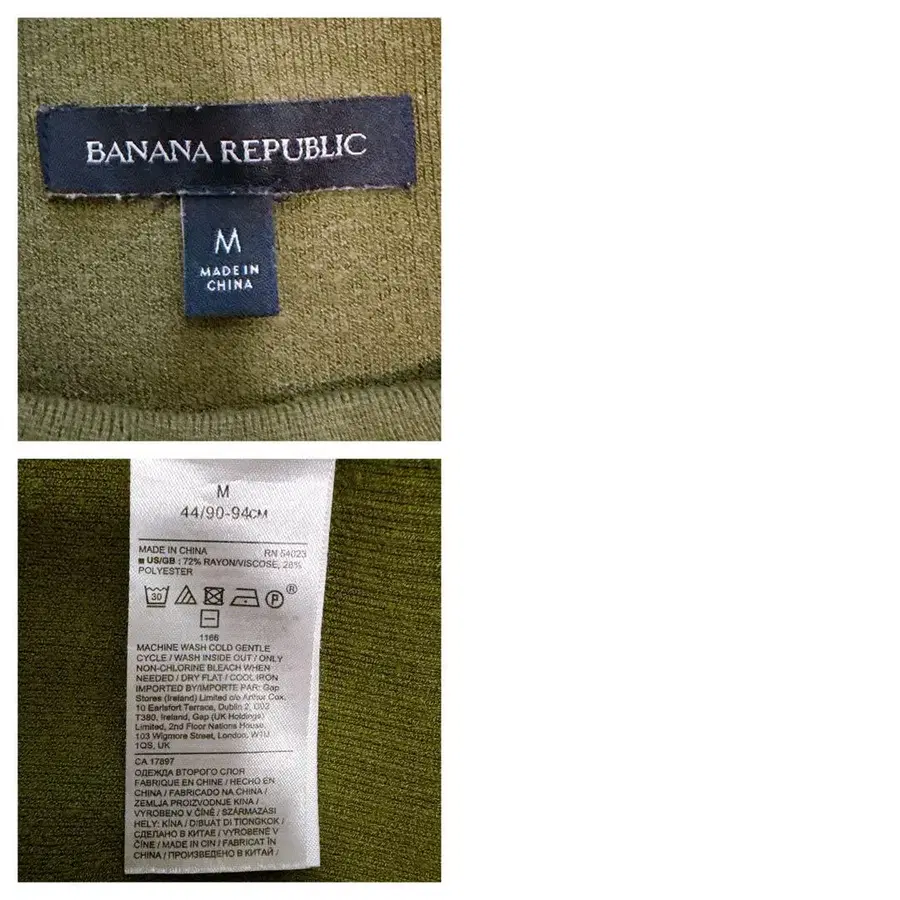 BANANA REPUBLIC
M
MADE IN
CHINA
M
44/90-94CM
MADE IN CHINA RN 54023
US/GB : 72% RAYON/VISCOSE, 28%
POLYESTER
30 P ®
1166
MACHINE WASH COLD GENTLE
CYCLE / WASH INSIDE OUT / ONLY
NON-CHLORINE BLEACH WHEN
NEEDED / DRY FLAT / COOL IRON
IMPORTED BY/IMPORTE PAR: Gap
Stores (Ireland) Limited c/o Arthur Cox,
10 Earlsfort Terrace, Dublin 2, D02
T380, Ireland, Gap (UK Holdings)
Limited, 2nd Floor Nations House,
103 Wigmore Street, London, W1U
1QS, UK
CA 17897
ОДЕЖДА ВТОРОГО СЛОЯ
FABRIQUE EN CHINE / HECHO EN
CHINA / FABRICADO NA CHINA /
ZEMLJA PROIZVODNJE KINA /
VYROBENO V ČÍNĚ / SZÁRMAZÁSI
HELY: KÍNA / DIBUAT DI TIONGKOK /
СДЕЛАНО В КИТАЕ / VYROBENÉ V
ČÍNE / MADE IN CIN / FABRICAT ÎN
CHINA / ПРОИЗВЕДЕНО В КИТАЙ /